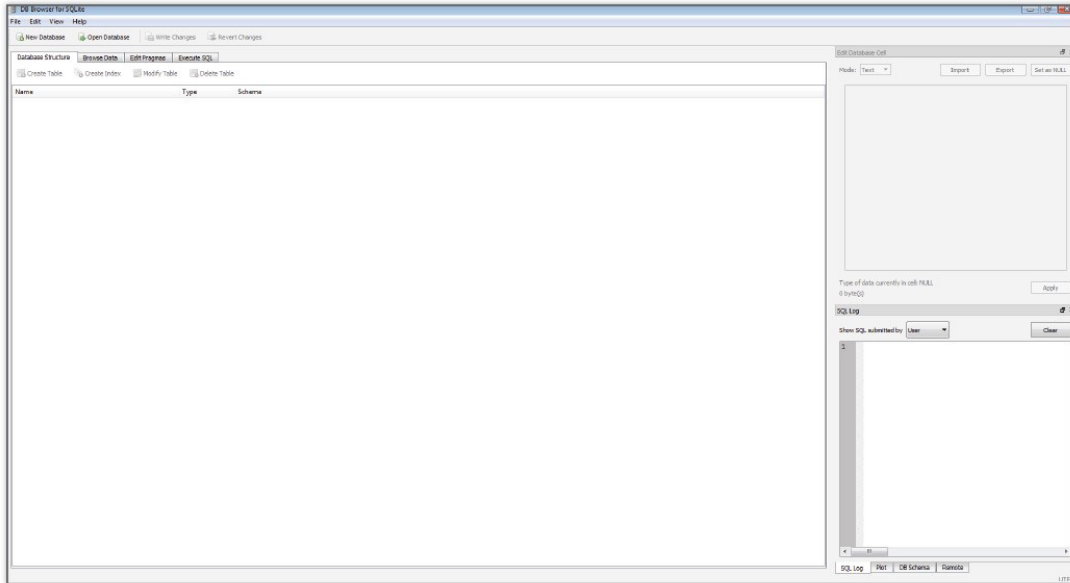 DB Browser for SQLite
File Edit View Help
New Database Open Database Write Changes Revert Changes
Database Structure Browse Data Edit Pragmas Execute SQL
Create Table Create Index Modify Table Delete Table
Name Type Schema
Edit Database Cell
Mode: Text Import Export Set as NULL
Type of data currently in cell: NULL
0 byte(s)
Apply
SQL Log
Show SQL submitted by User Clear
1
SQL Log Plot DB Schema Remote
UTF